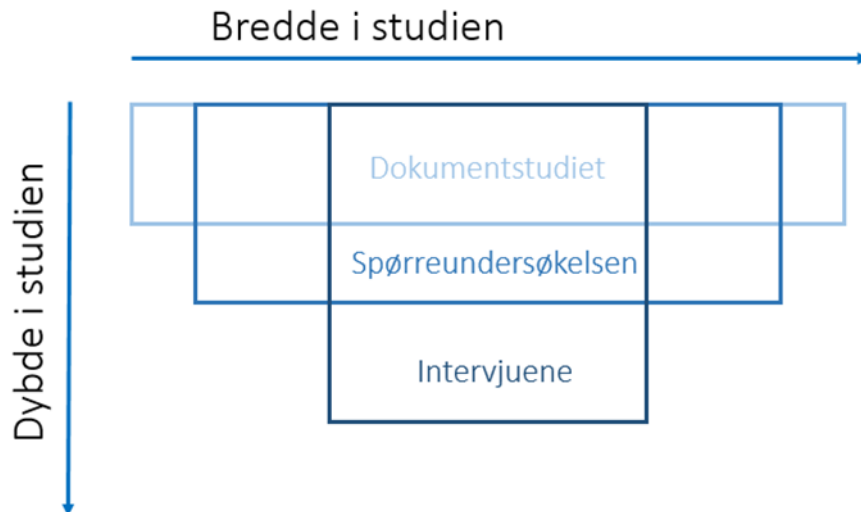 Bredde i studien
Dybde i studien
Dokumentstudiet
Spørreundersøkelsen
Intervjuene